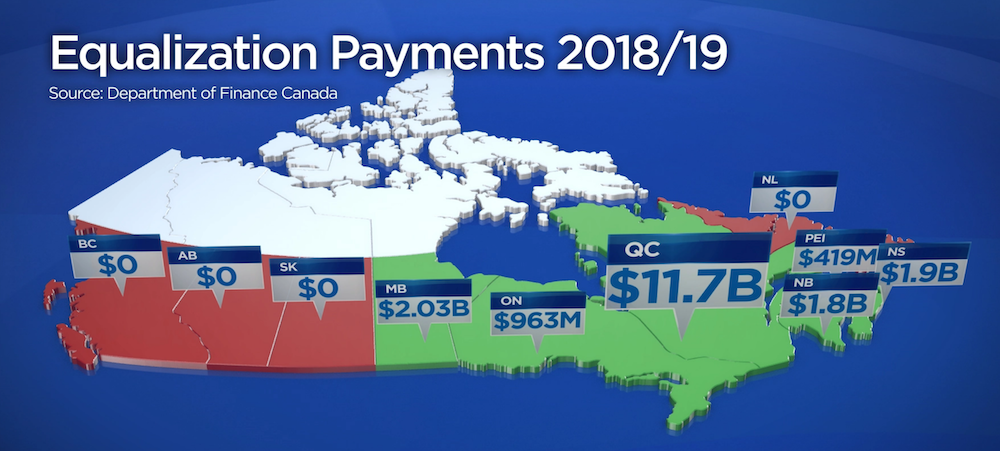 Equalization Payments 2018/19
Source: Department of Finance Canada
BC
$0
AB
$0
SK
$0
MB
$2.03B
ON
$963M
QC
$11.7B
NL
$0
PEI
$419M
NS
$1.9B
NB
$1.8B